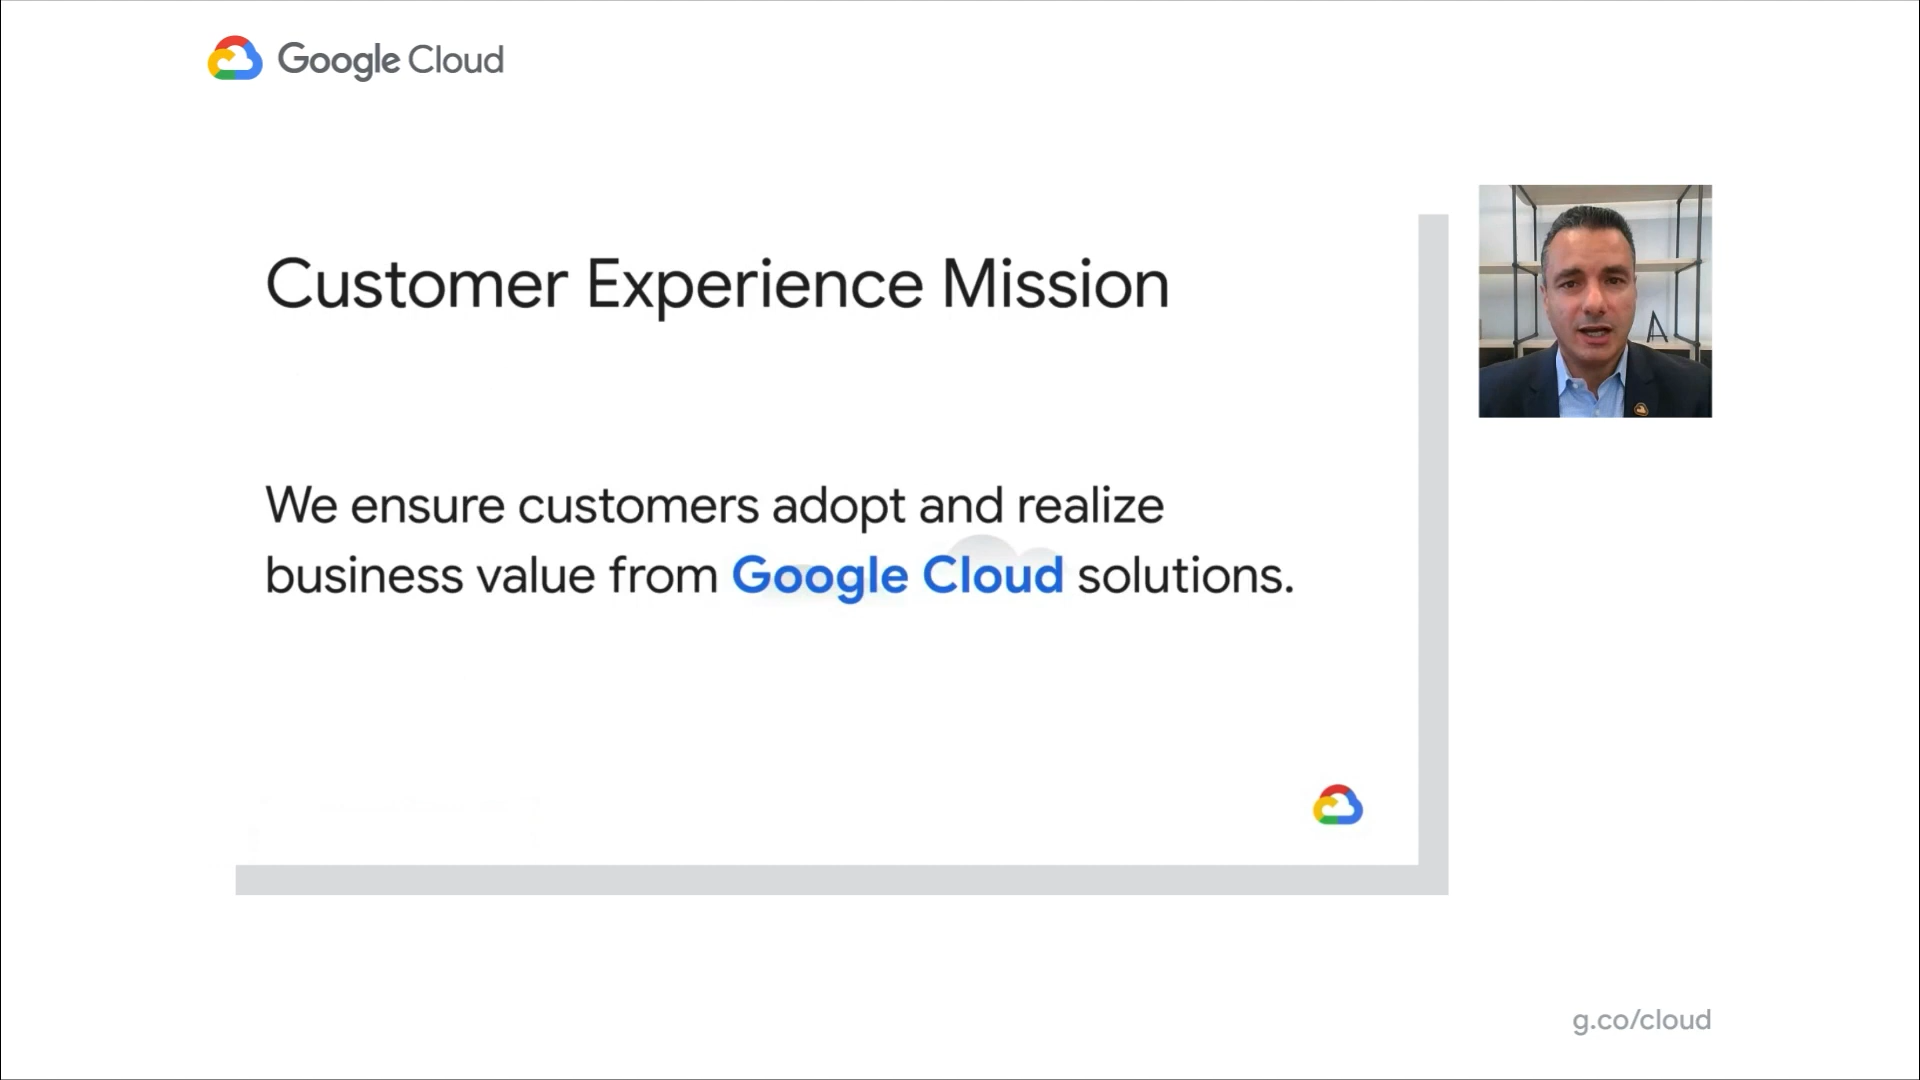 Google Cloud
Customer Experience Mission
A
We ensure customers adopt and realize
business value from Google Cloud solutions.
g.co/cloud